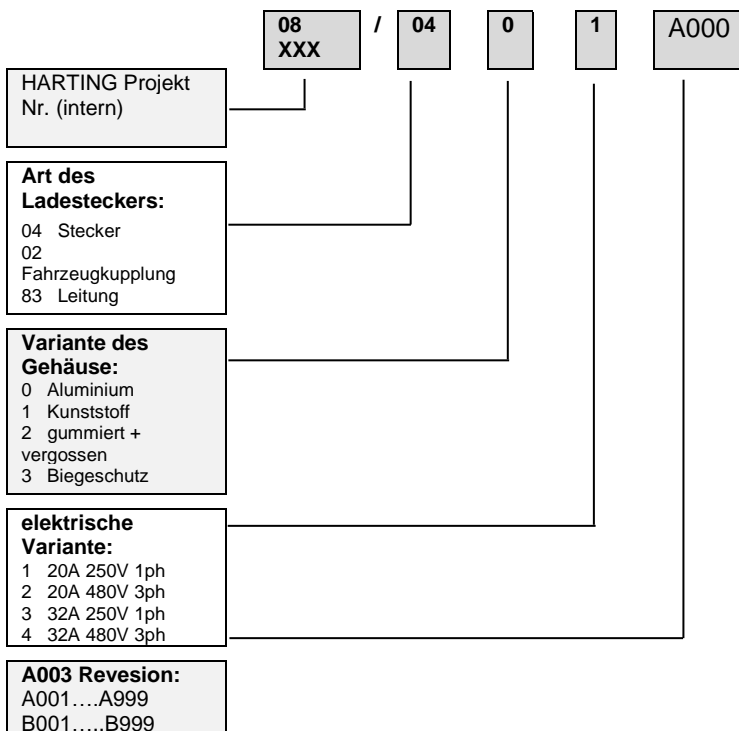 08 / 04 0 1 A000
XXX
HARTING Projekt
Nr. (intern)
Art des
Ladesteckers:
04 Stecker
02
Fahrzeugkupplung
83 Leitung
Variante des
Gehäuse:
0 Aluminium
1 Kunststoff
2 gummiert +
vergossen
3 Biegeschutz
elektrische
Variante:
1 20A 250V 1ph
2 20A 480V 3ph
3 32A 250V 1ph
4 32A 480V 3ph
A003 Revesion:
A001….A999
B001…..B999